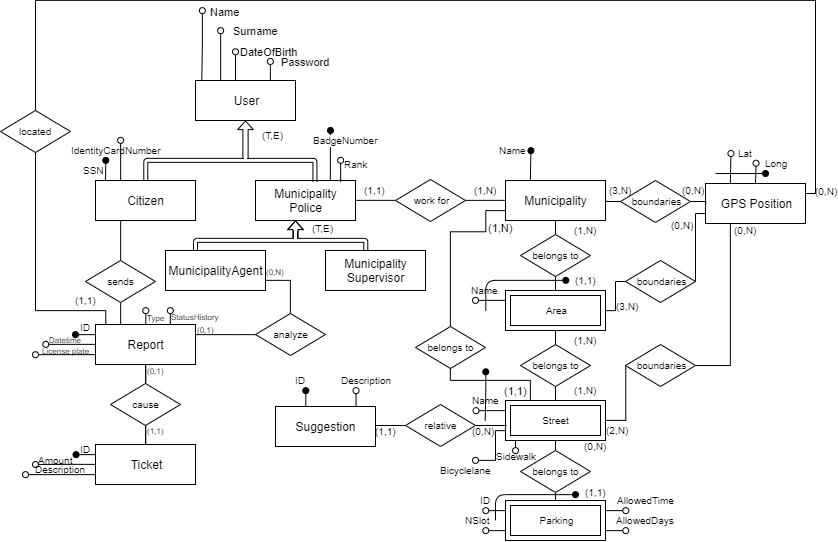 Name
Surname
DateOfBirth
Password
User
located
(T,E)
BadgeNumber
IdentityCardNumber
SSN
Rank
Name
Lat
Long
Citizen
Municipality
Police
(1,1)
work for
(1,N)
Municipality
(3,N)
boundaries
(0,N)
GPS Position
(0,N)
(T,E)
(1,N)
(1,N)
(0,N)
(0,N)
belongs to
MunicipalityAgent
(0,N)
Municipality
Supervisor
sends
(1,1)
boundaries
Name
(1,1)
Type
StatusHistory
Area
(3,N)
ID
(0,1)
Datetime
License plate
Report
analyze
(1,N)
belongs to
belongs to
boundaries
(0,1)
ID
Description
(1,1)
(1,N)
Name
cause
Suggestion
(1,1)
relative
(0,N)
Street
(2,N)
(1,1)
(0,N)
ID
Amount
Description
Ticket
Sidewalk
Bicyclelane
belongs to
(1,1)
ID
AllowedTime
NSlot
Parking
AllowedDays